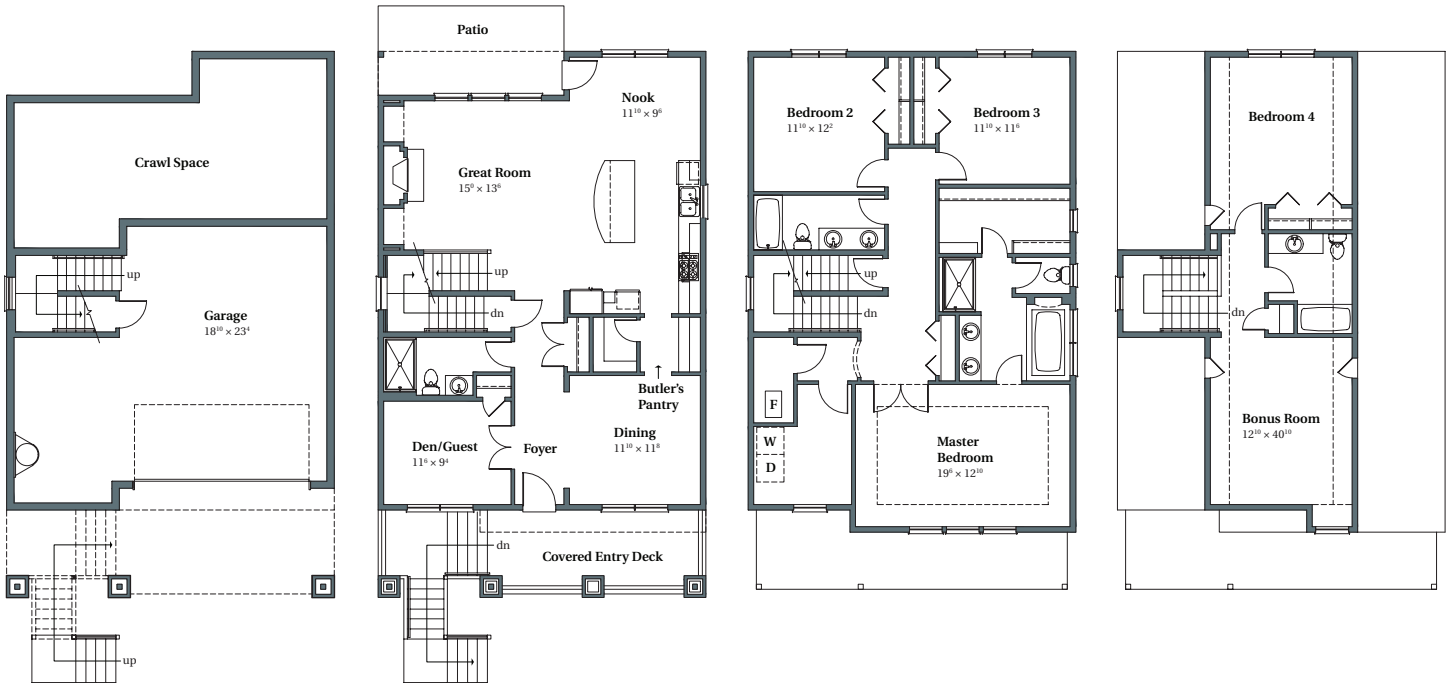 Crawl Space
up
Garage
18¹⁰ × 23⁴
up
Patio
Nook
11¹⁰ × 9⁶
Great Room
15⁰ × 13⁶
up
dn
↑
Butler's
Pantry
Den/Guest
11⁶ × 9⁴
Foyer
Dining
11¹⁰ × 11⁸
dn
Covered Entry Deck
Bedroom 2
11¹⁰ × 12²
Bedroom 3
11¹⁰ × 11⁶
up
dn
F
W
D
Master
Bedroom
19⁶ × 12¹⁰
Bedroom 4
dn
Bonus Room
12¹⁰ × 40¹⁰